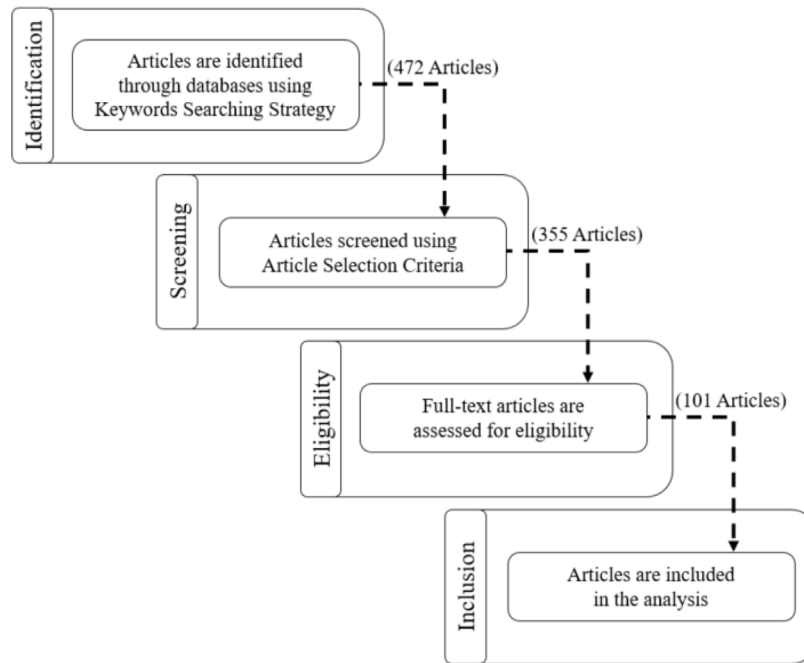 Identification
Articles are identified
through databases using
Keywords Searching Strategy
(472 Articles)
Screening
Articles screened using
Article Selection Criteria
(355 Articles)
Eligibility
Full-text articles are
assessed for eligibility
(101 Articles)
Inclusion
Articles are included
in the analysis